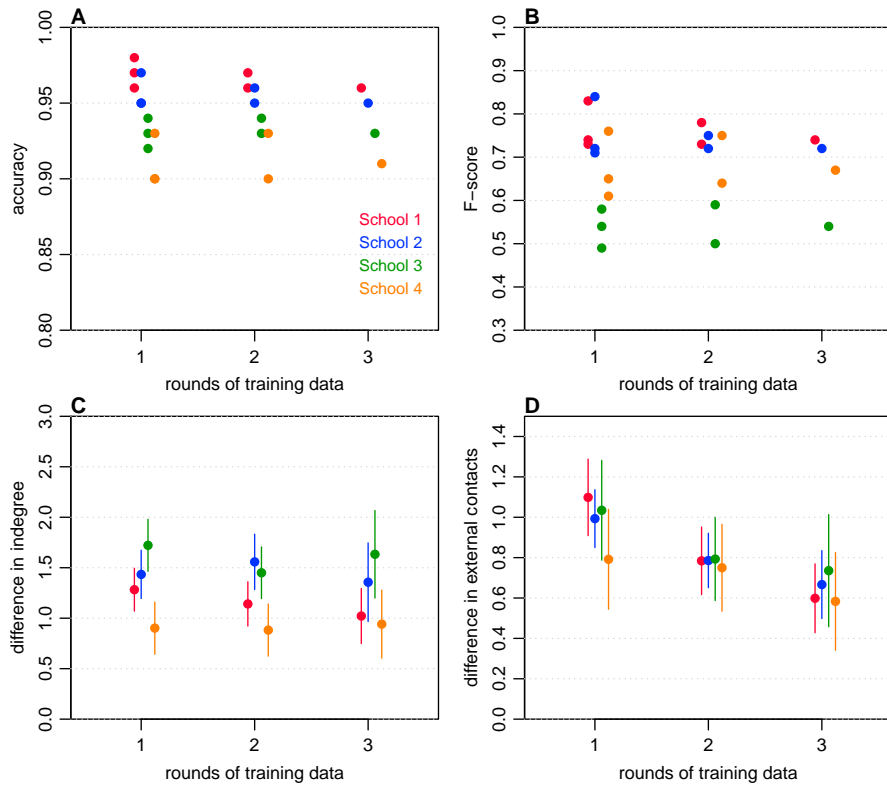 A
accuracy
1.00
0.95
0.90
0.85
0.80
School 1
School 2
School 3
School 4
1 2 3
rounds of training data
B
F−score
1.0
0.9
0.8
0.7
0.6
0.5
0.4
0.3
1 2 3
rounds of training data
C
difference in indegree
3.0
2.5
2.0
1.5
1.0
0.5
0.0
1 2 3
rounds of training data
D
difference in external contacts
1.4
1.2
1.0
0.8
0.6
0.4
0.2
0.0
1 2 3
rounds of training data